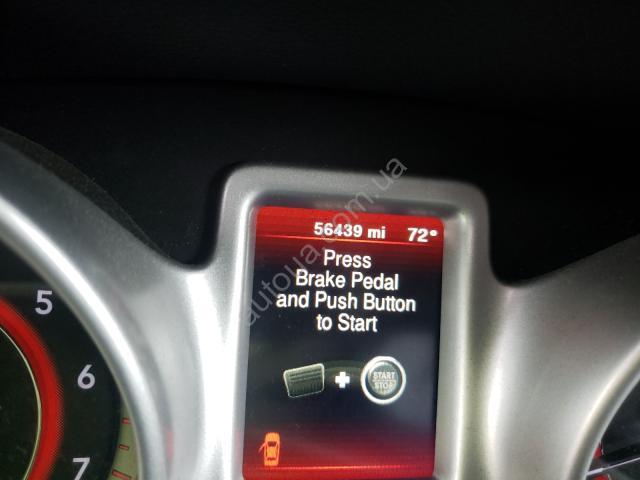 56439 mi 72°
Press
Brake Pedal
and Push Button
to Start
START
STOP
5
6
7
autoua.com.ua